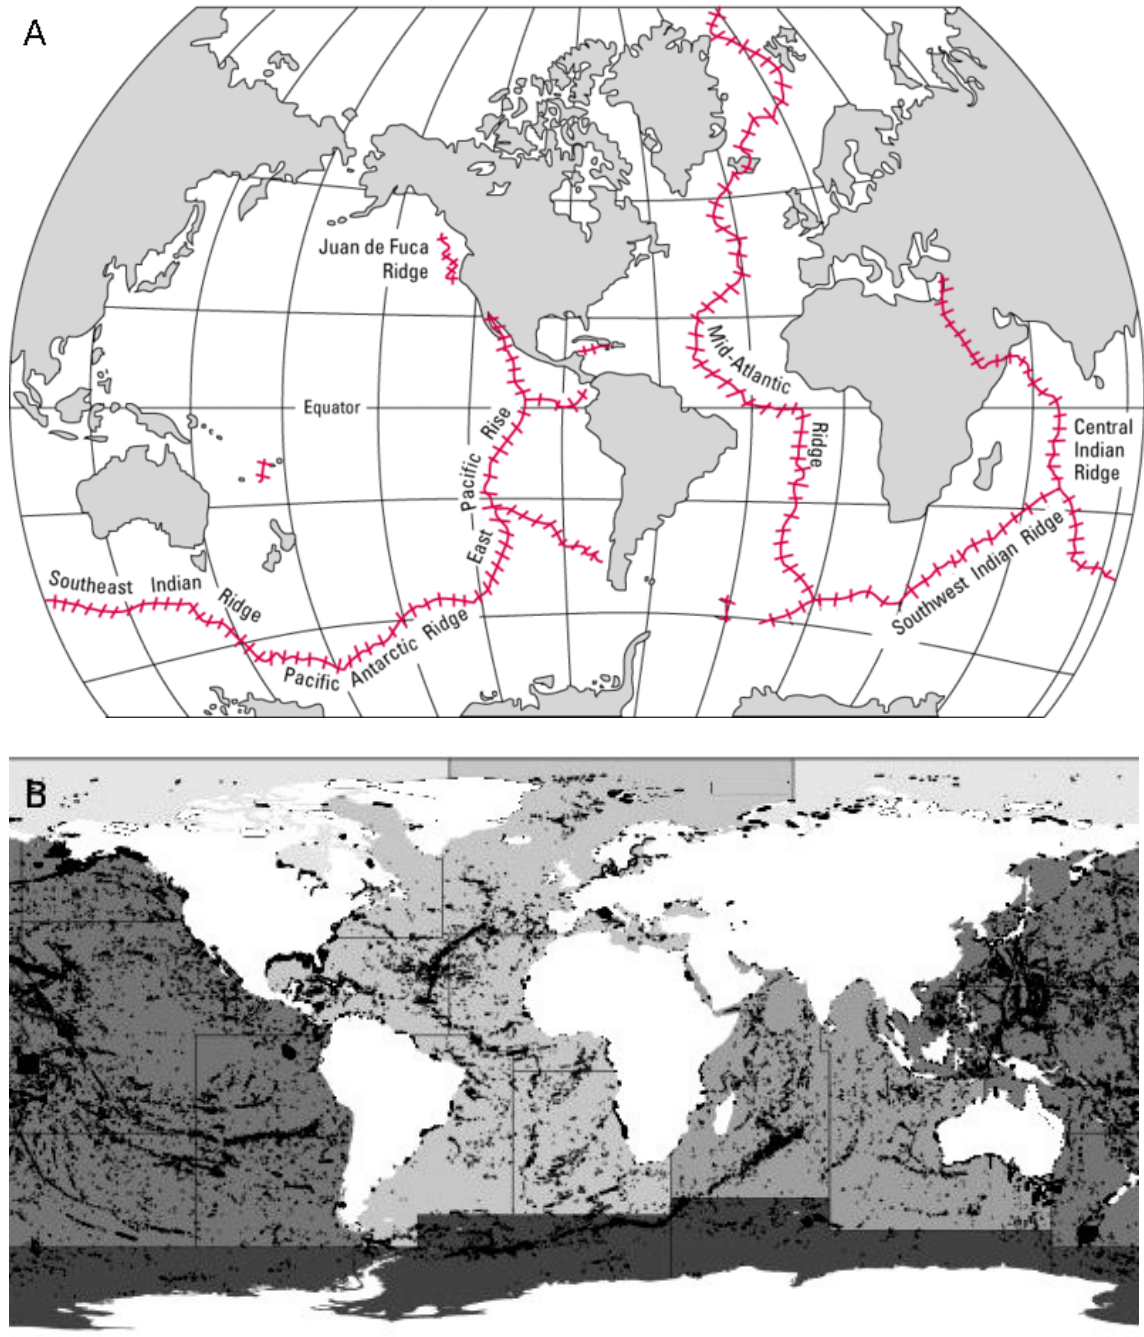 A
Juan de Fuca
Ridge
Mid-Atlantic
Ridge
Equator
East Pacific Rise
Central
Indian
Ridge
Southeast Indian Ridge
Southwest Indian Ridge
Pacific Antarctic Ridge
B